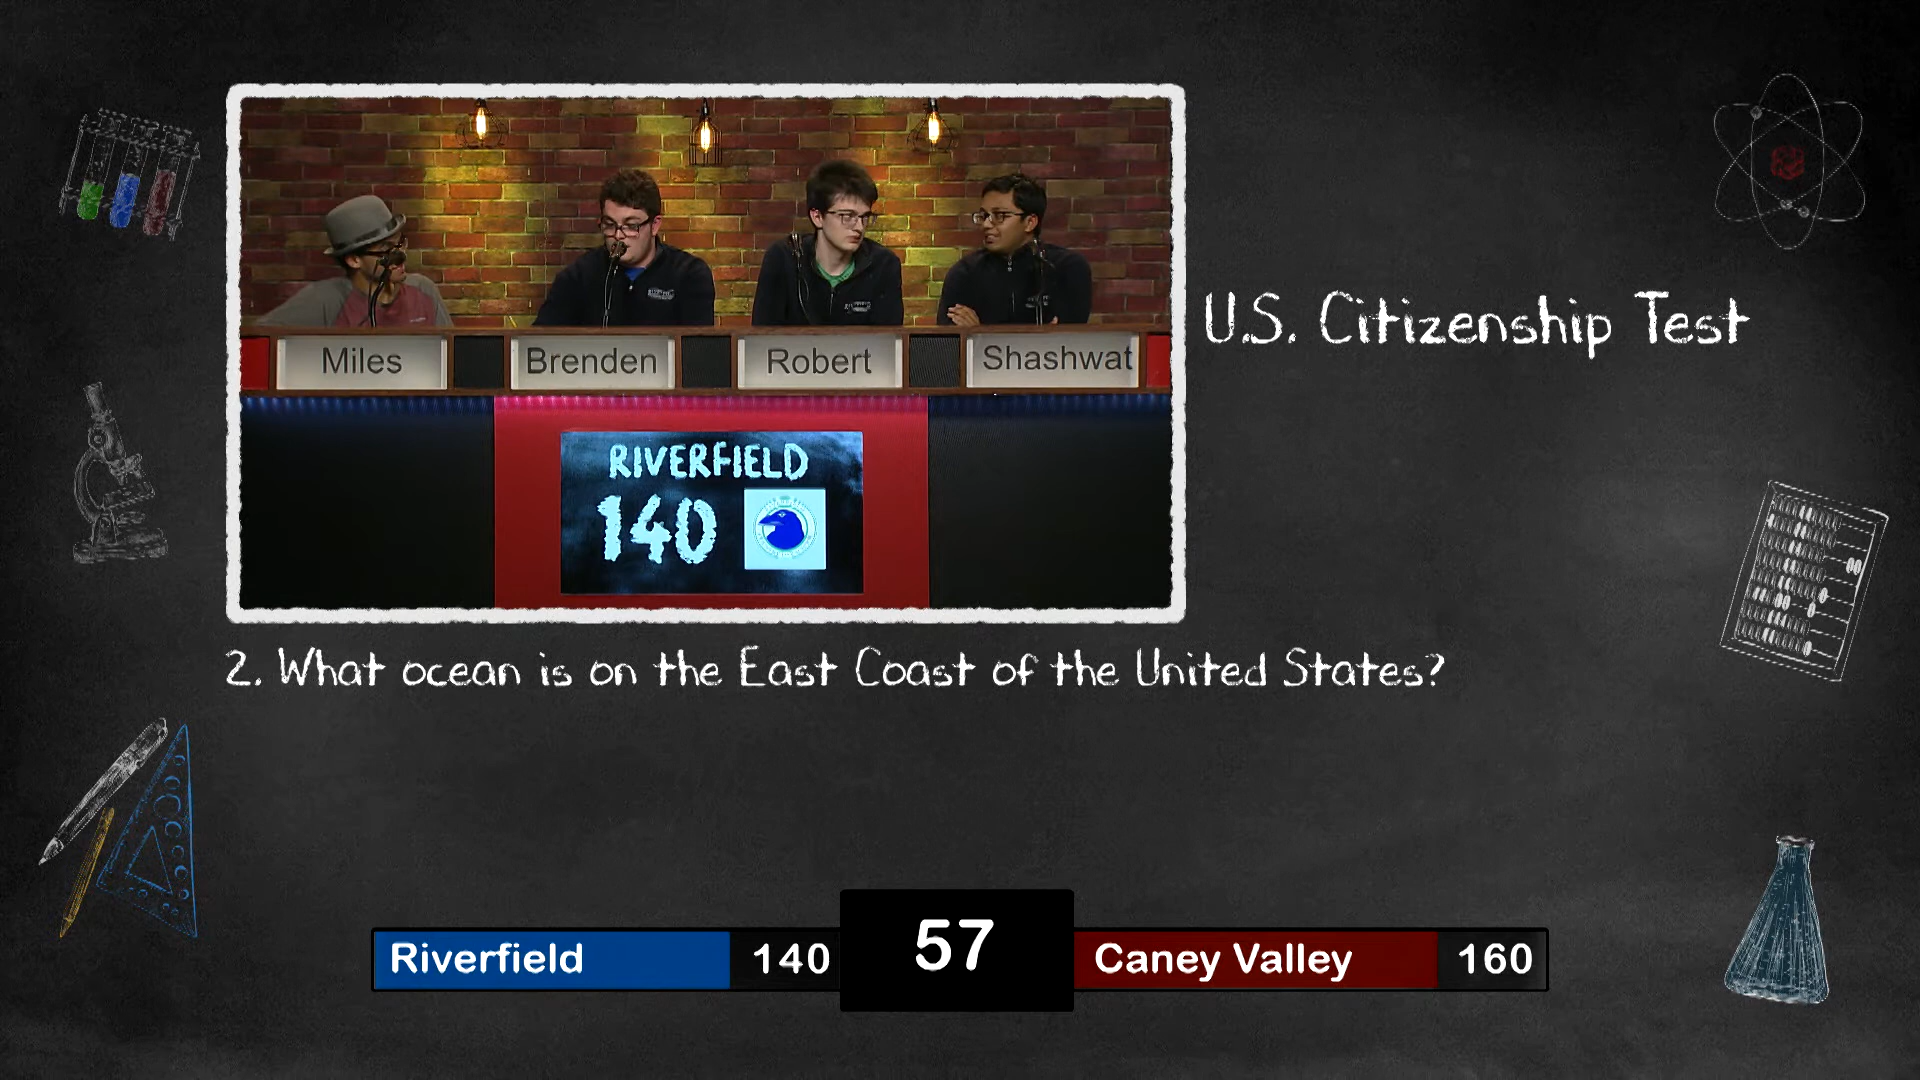 U.S. Citizenship Test
Miles
Brenden
Robert
Shashwat
RIVERFIELD
140
2. What ocean is on the East Coast of the United States?
Riverfield 140 57 Caney Valley 160